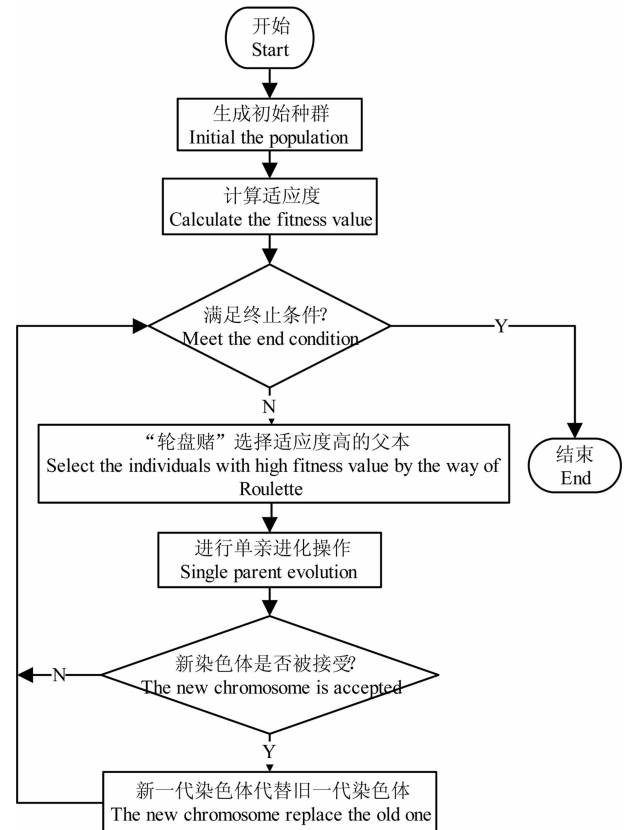 开始
Start
生成初始种群
Initial the population
计算适应度
Calculate the fitness value
满足终止条件?
Meet the end condition
Y
N
“轮盘赌”选择适应度高的父本
Select the individuals with high fitness value by the way of
Roulette
结束
End
进行单亲进化操作
Single parent evolution
新染色体是否被接受?
The new chromosome is accepted
N
Y
新一代染色体代替旧一代染色体
The new chromosome replace the old one